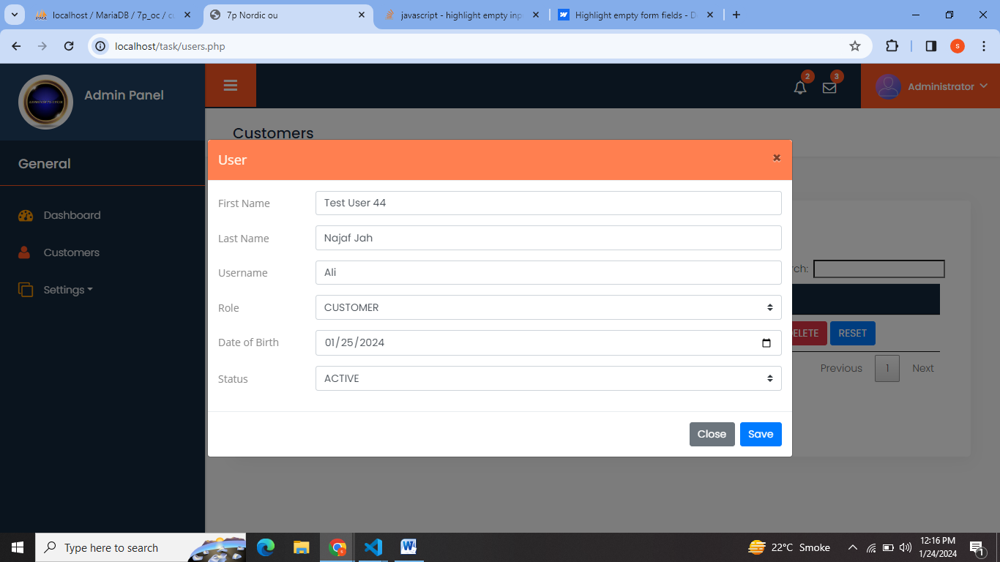 localhost / MariaDB / 7p_oc / cu
7p Nordic ou
javascript - highlight empty inp
Highlight empty form fields - D
localhost/task/users.php
S
Admin Panel
2
3
Administrator
Customers
General
Dashboard
Customers
Settings
User
First Name
Test User 44
Last Name
Najaf Jah
Username
Ali
Role
CUSTOMER
Date of Birth
01/25/2024
Status
ACTIVE
Close
Save
rch:
ELETE
RESET
Previous
1
Next
Type here to search
22°C Smoke
12:16 PM
1/24/2024
1